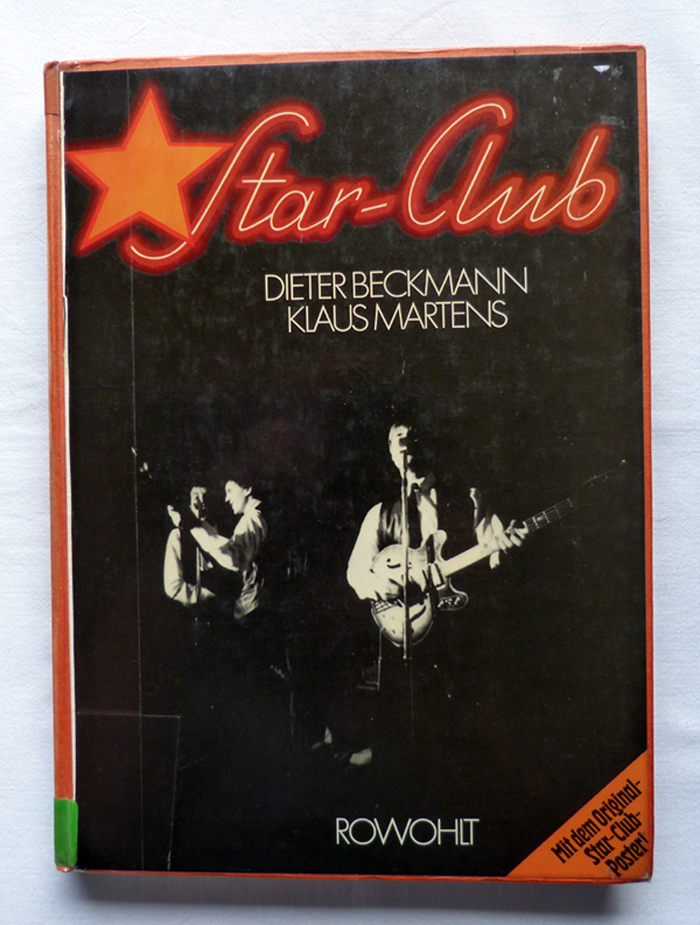 Star-Club
DIETER BECKMANN
KLAUS MARTENS
ROWOHLT
Mit dem Original-
Star-Club-
Poster!